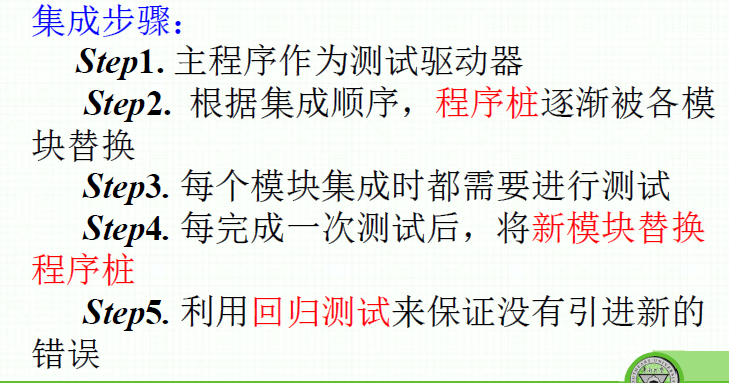 集成步骤：
Step1. 主程序作为测试驱动器
Step2. 根据集成顺序，程序桩逐渐被各模
块替换
Step3. 每个模块集成时都需要进行测试
Step4. 每完成一次测试后，将新模块替换
程序桩
Step5. 利用回归测试来保证没有引进新的
错误